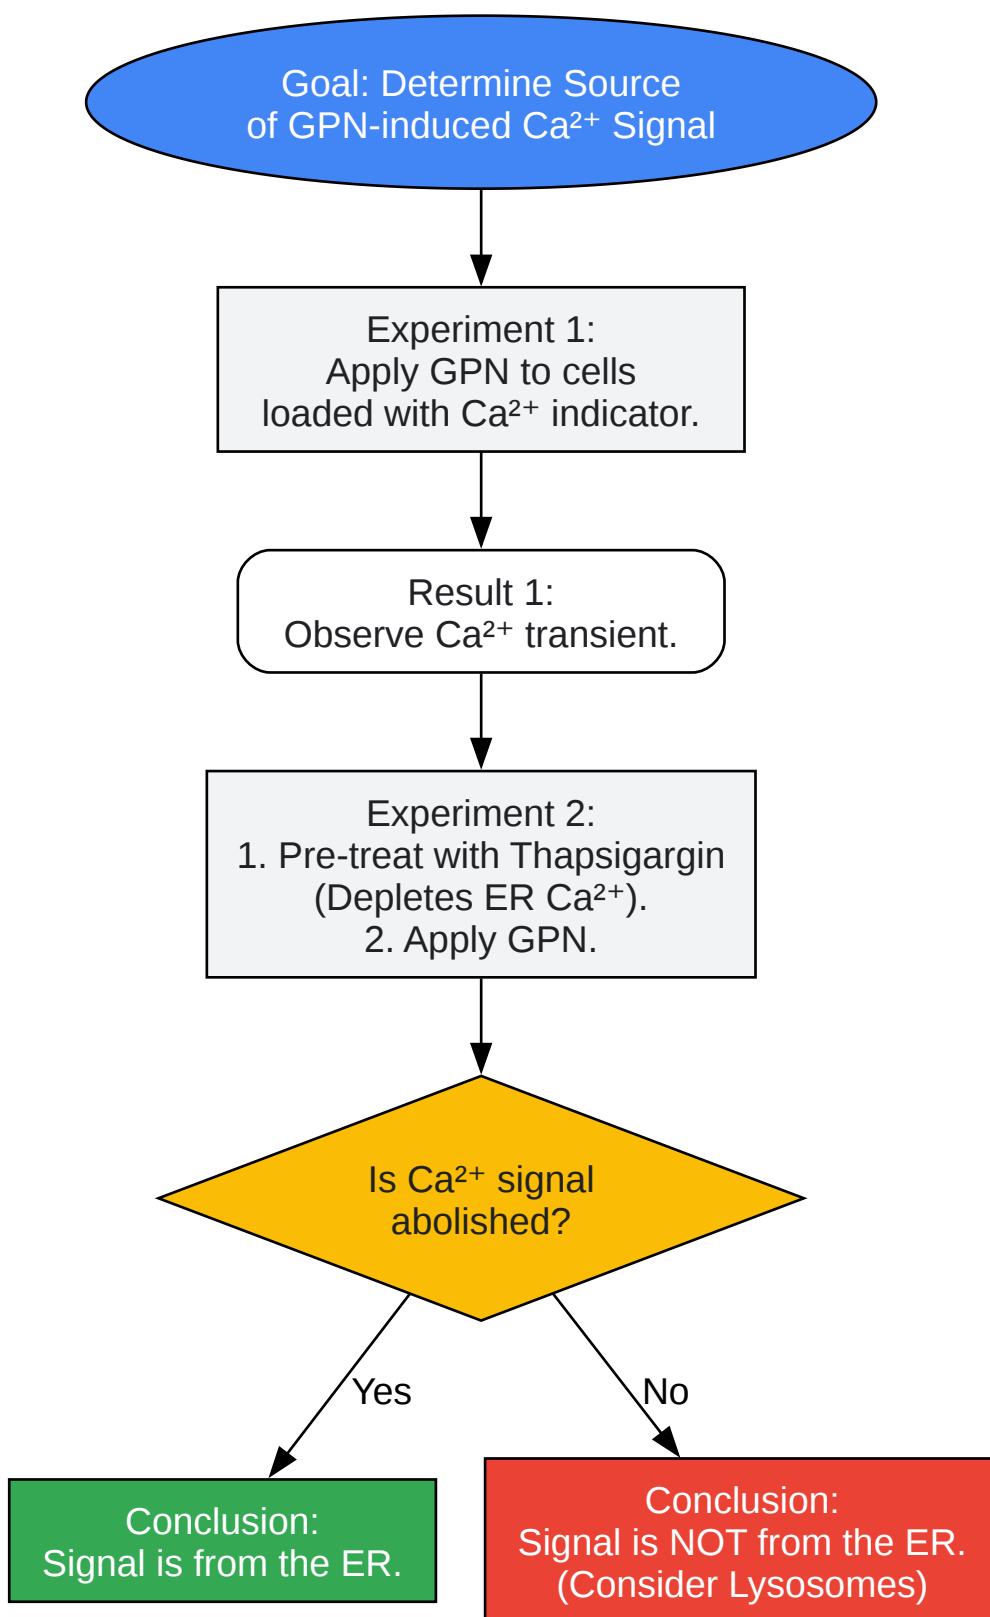 Goal: Determine Source
of GPN-induced Ca²⁺ Signal
Experiment 1:
Apply GPN to cells
loaded with Ca²⁺ indicator.
Result 1:
Observe Ca²⁺ transient.
Experiment 2:
1. Pre-treat with Thapsigargin
(Depletes ER Ca²⁺).
2. Apply GPN.
Is Ca²⁺ signal
abolished?
Yes
No
Conclusion:
Signal is from the ER.
Conclusion:
Signal is NOT from the ER.
(Consider Lysosomes)